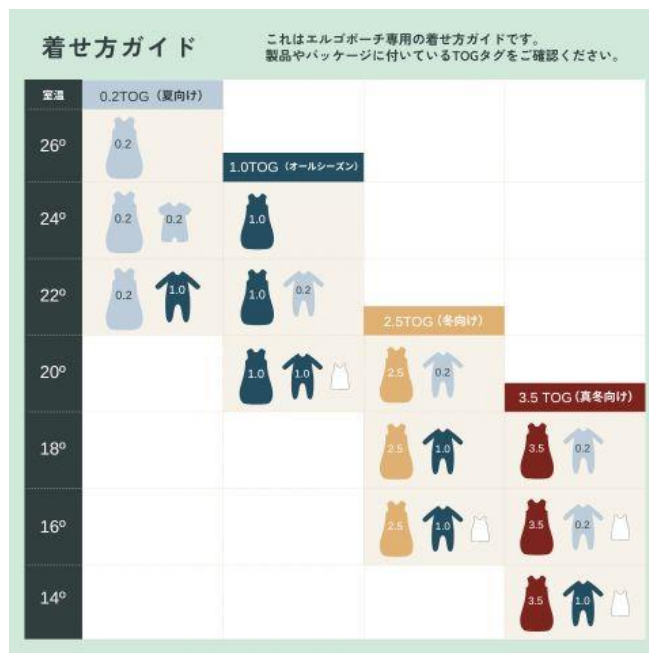 着せ方ガイド
これはエルゴポーチ専用の着せ方ガイドです。
製品やパッケージに付いているTOGタグをご確認ください。
室温
0.2TOG（夏向け）
26º
0.2
1.0TOG（オールシーズン）
24º
0.2 0.2 1.0
22º
0.2 1.0 1.0 0.2
2.5TOG（冬向け）
20º
1.0 1.0 2.5 0.2
3.5 TOG（真冬向け）
18º
2.5 1.0 3.5 0.2
16º
2.5 1.0 3.5 0.2
14º
3.5 1.0